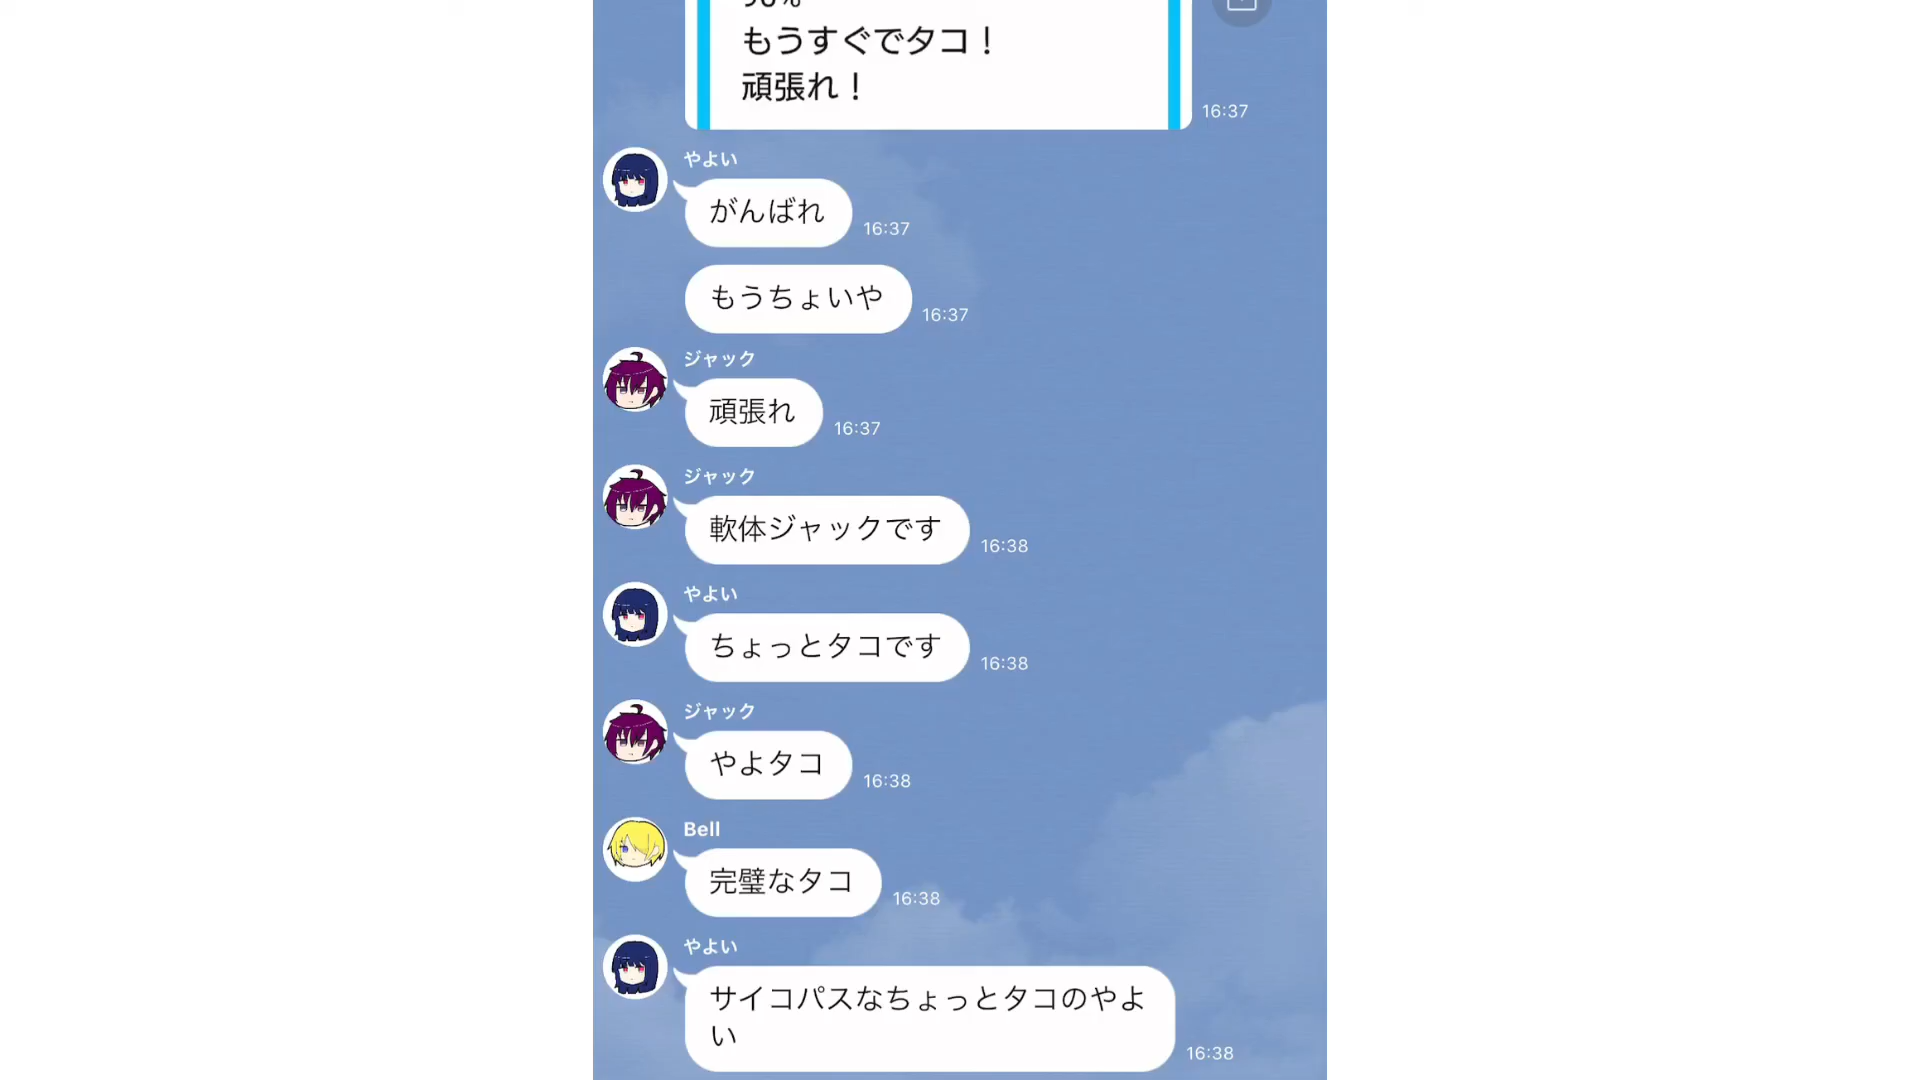 もうすぐでタコ！
頑張れ！
16:37
やよい
がんばれ
16:37
もうちょいや
16:37
ジャック
頑張れ
16:37
ジャック
軟体ジャックです
16:38
やよい
ちょっとタコです
16:38
ジャック
やよタコ
16:38
Bell
完璧なタコ
16:38
やよい
サイコパスなちょっとタコのやよ
い
16:38